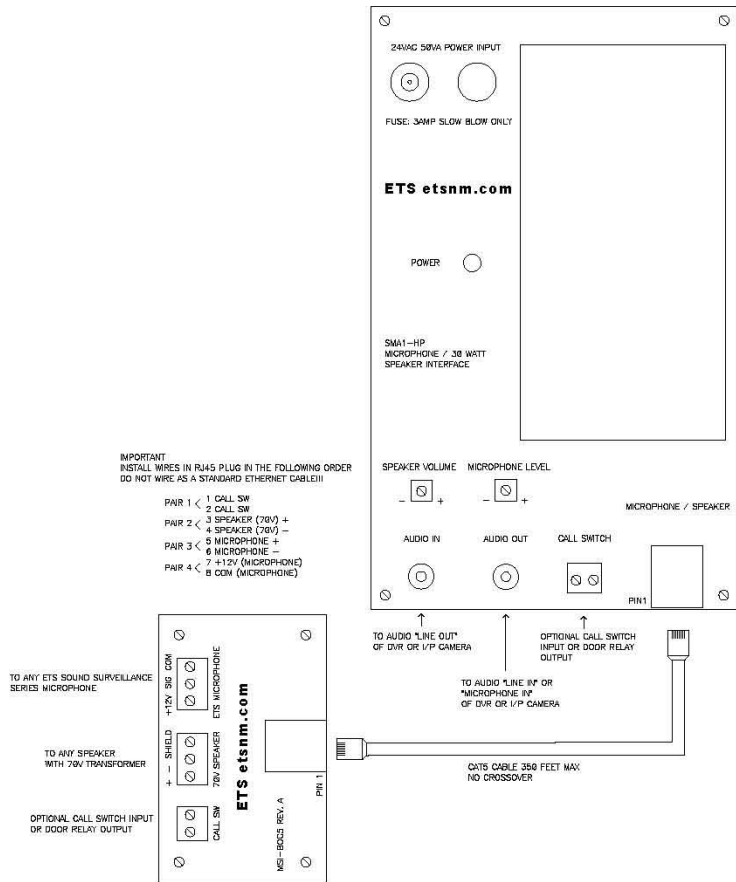 24VAC 50VA POWER INPUT
FUSE: 3AMP SLOW BLOW ONLY
ETS etsnm.com
POWER
SMA1-HP
MICROPHONE / 30 WATT
SPEAKER INTERFACE
IMPORTANT
INSTALL WIRES IN RJ45 PLUG IN THE FOLLOWING ORDER
DO NOT WIRE AS A STANDARD ETHERNET CABLE!!!
PAIR 1 < 1 CALL SW
2 CALL SW
PAIR 2 < 3 SPEAKER (70V) +
4 SPEAKER (70V) -
PAIR 3 < 5 MICROPHONE +
6 MICROPHONE -
PAIR 4 < 7 +12V (MICROPHONE)
8 COM (MICROPHONE)
SPEAKER VOLUME
- +
MICROPHONE LEVEL
- +
MICROPHONE / SPEAKER
AUDIO IN
AUDIO OUT
CALL SWITCH
PIN1
TO AUDIO "LINE OUT"
OF DVR OR I/P CAMERA
TO AUDIO "LINE IN" OR
"MICROPHONE IN"
OF DVR OR I/P CAMERA
OPTIONAL CALL SWITCH
INPUT OR DOOR RELAY
OUTPUT
TO ANY ETS SOUND SURVEILLANCE
SERIES MICROPHONE
+12V SIG COM
ETS MICROPHONE
TO ANY SPEAKER
WITH 70V TRANSFORMER
+ - SHIELD
70V SPEAKER
OPTIONAL CALL SWITCH INPUT
OR DOOR RELAY OUTPUT
CALL SW
ETS etsnm.com
MSI-BOC5 REV. A
PIN 1
CAT5 CABLE 350 FEET MAX
NO CROSSOVER